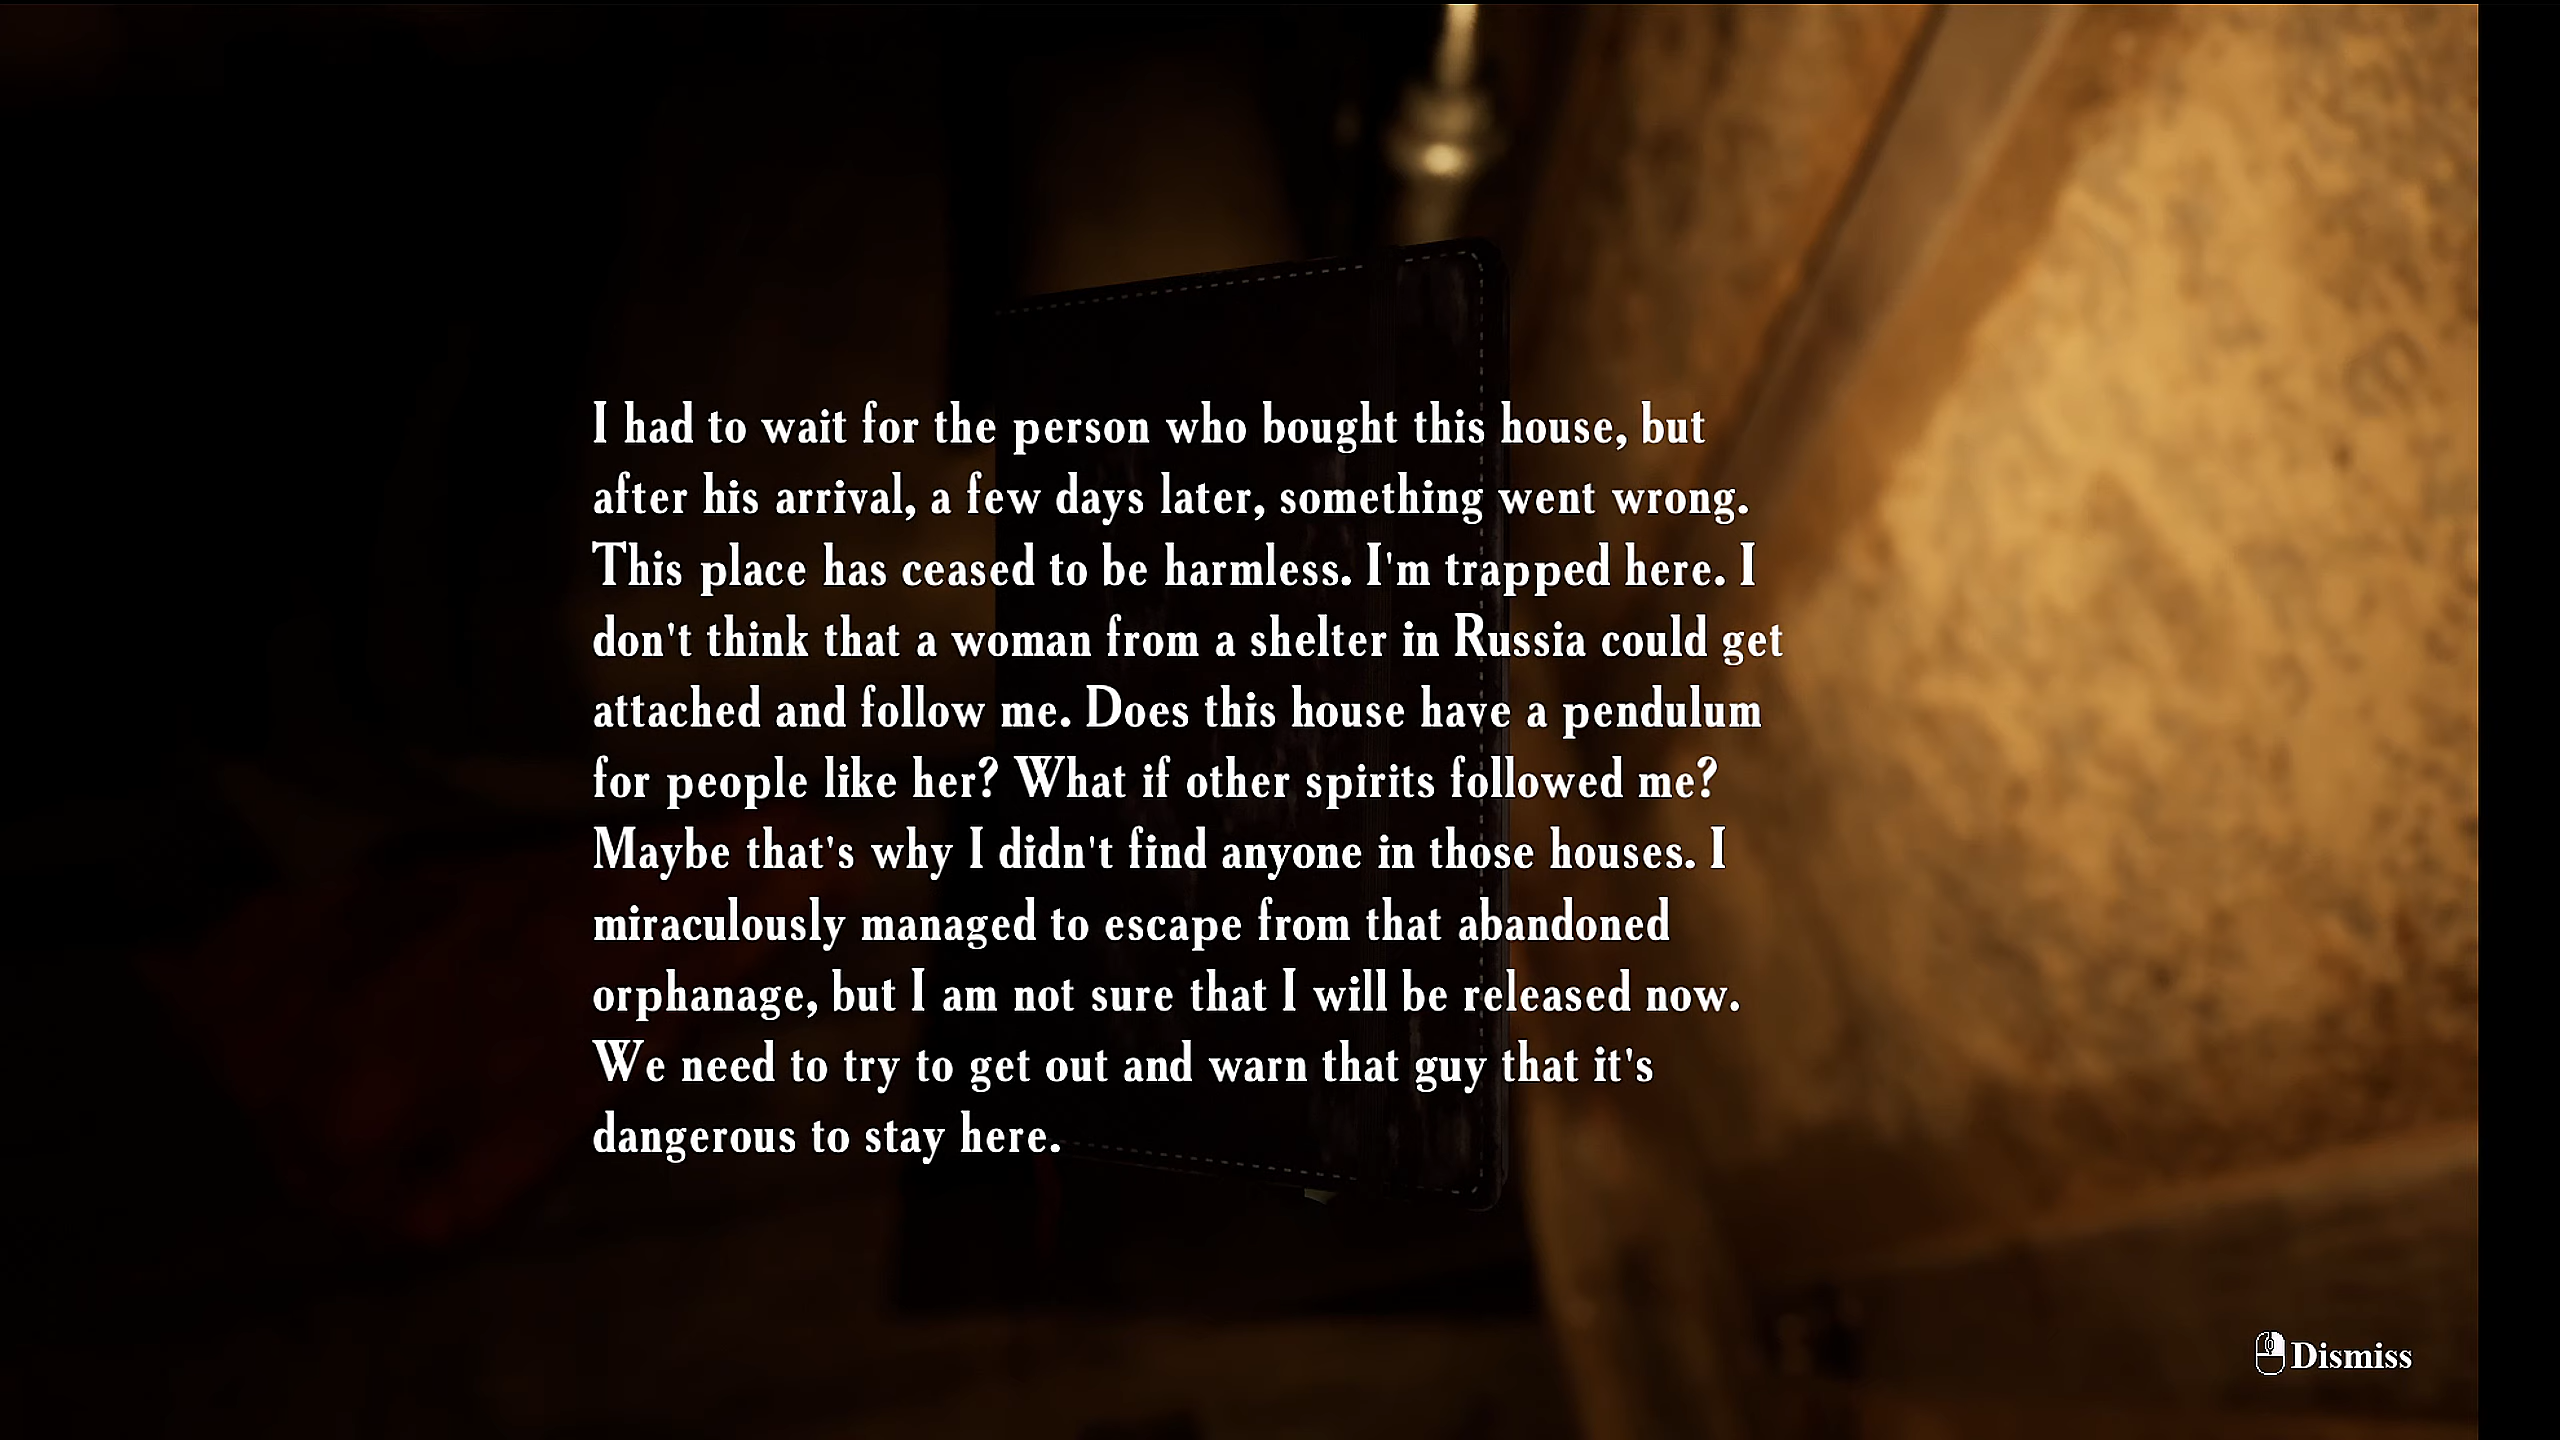 I had to wait for the person who bought this house, but
after his arrival, a few days later, something went wrong.
This place has ceased to be harmless. I'm trapped here. I
don't think that a woman from a shelter in Russia could get
attached and follow me. Does this house have a pendulum
for people like her? What if other spirits followed me?
Maybe that's why I didn't find anyone in those houses. I
miraculously managed to escape from that abandoned
orphanage, but I am not sure that I will be released now.
We need to try to get out and warn that guy that it's
dangerous to stay here.
Dismiss